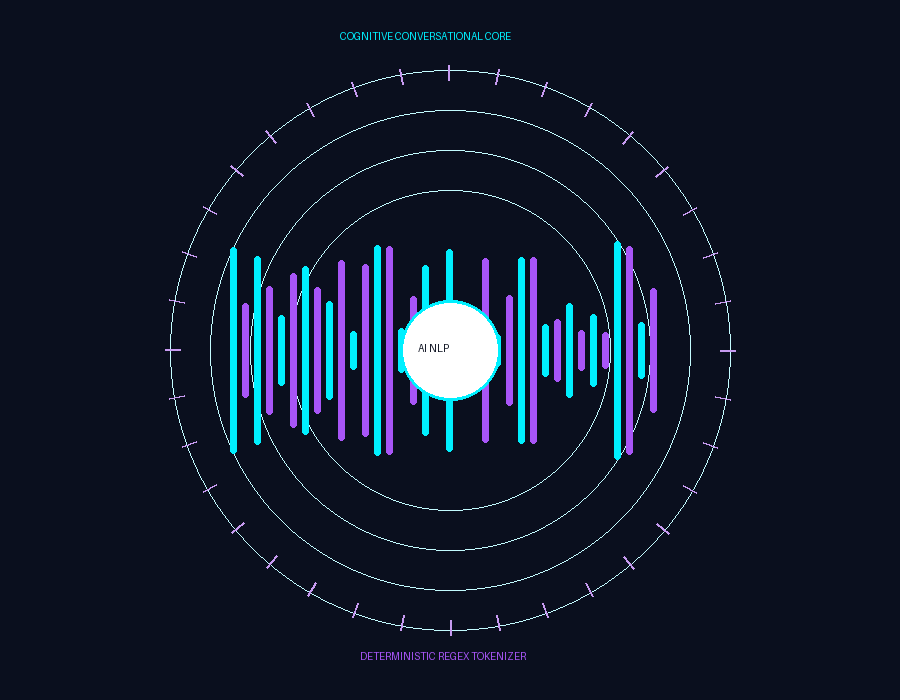 COGNITIVE CONVERSATIONAL CORE
AI NLP
DETERMINISTIC REGEX TOKENIZER